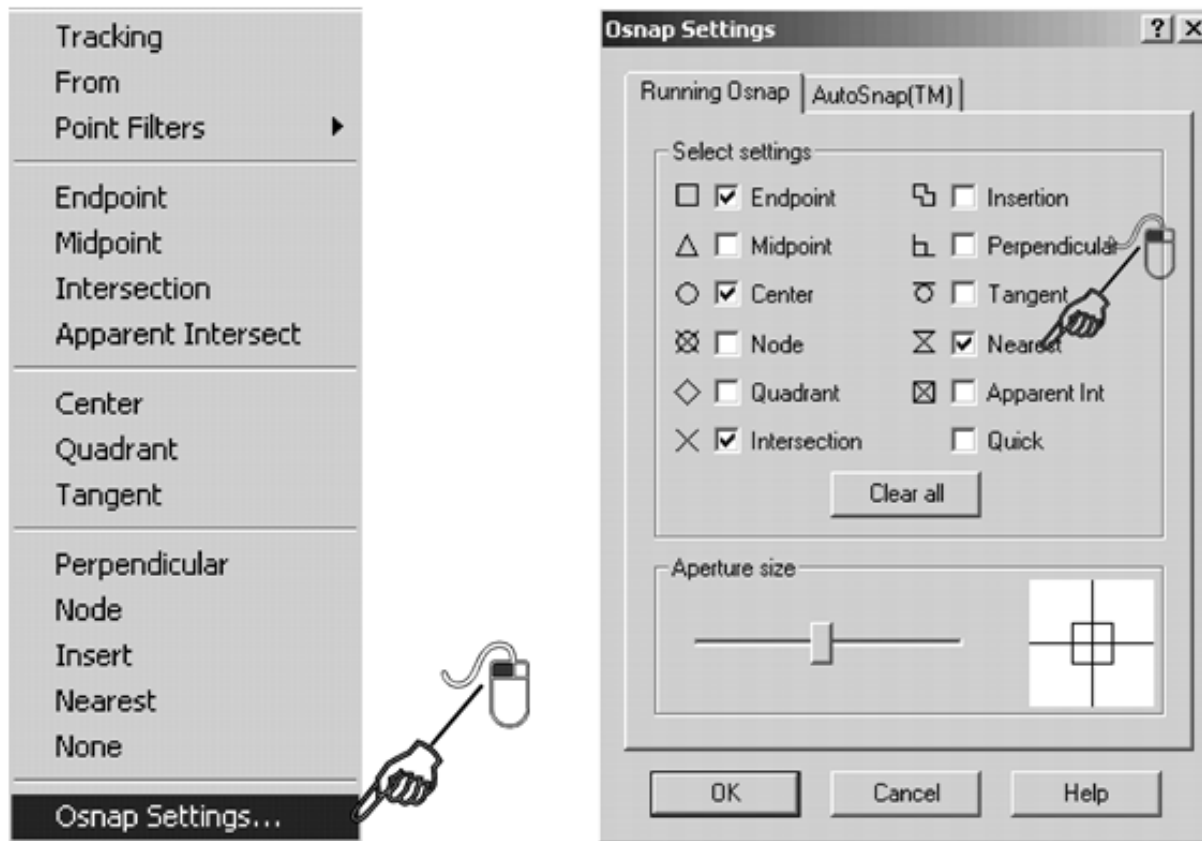 Tracking
From
Point Filters
Endpoint
Midpoint
Intersection
Apparent Intersect
Center
Quadrant
Tangent
Perpendicular
Node
Insert
Nearest
None
Osnap Settings...
Osnap Settings
Running Osnap AutoSnap(TM)
Select settings
Endpoint Insertion
Midpoint Perpendicular
Center Tangent
Node Nearest
Quadrant Apparent Int
Intersection Quick
Clear all
Aperture size
OK Cancel Help